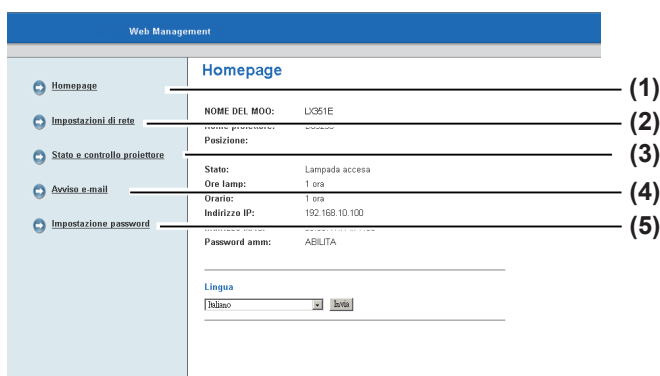 Web Management
Homepage
Impostazioni di rete
Stato e controllo proiettore
Avviso e-mail
Impostazione password
Homepage
NOME DEL MOO: LX351E
Posizione:
Stato: Lampada accesa
Ore lamp: 1 ora
Orario: 1 ora
Indirizzo IP: 192.168.10.100
Password amm: ABILITA
Lingua
Italiano Invia
(1)
(2)
(3)
(4)
(5)